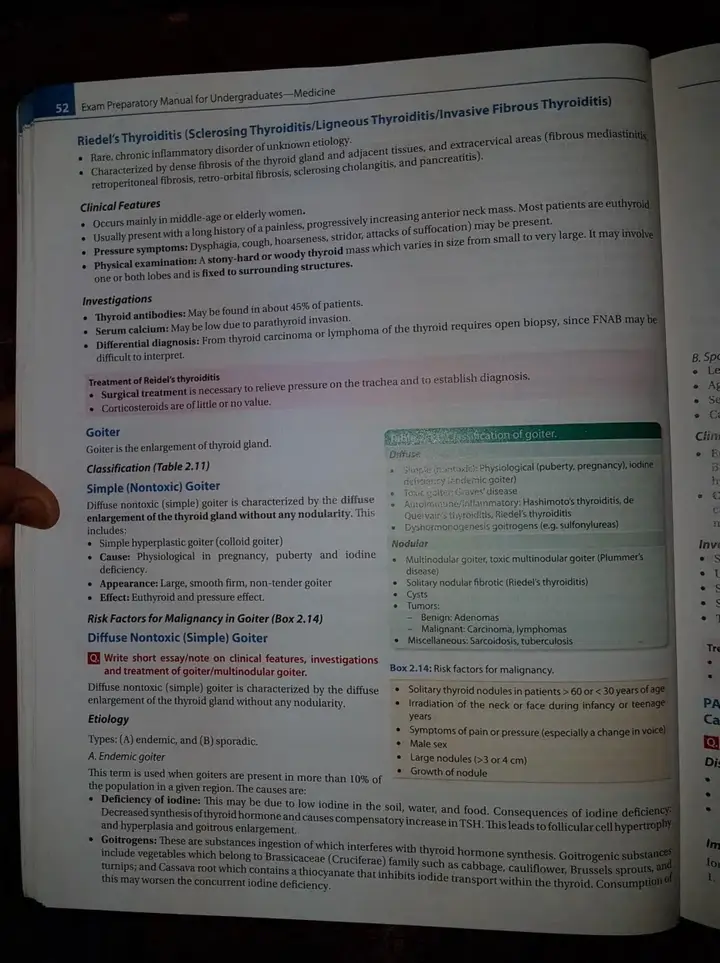 52 Exam Preparatory Manual for Undergraduates—Medicine
Riedel's Thyroiditis (Sclerosing Thyroiditis/Ligneous Thyroiditis/Invasive Fibrous Thyroiditis)
• Rare, chronic inflammatory disorder of unknown etiology.
• Characterized by dense fibrosis of the thyroid gland and adjacent tissues, and extracervical areas (fibrous mediastinitis,
retroperitoneal fibrosis, retro-orbital fibrosis, sclerosing cholangitis, and pancreatitis).
Clinical Features
• Occurs mainly in middle-age or elderly women.
• Usually present with a long history of a painless, progressively increasing anterior neck mass. Most patients are euthyroid.
• Pressure symptoms: Dysphagia, cough, hoarseness, stridor, attacks of suffocation) may be present.
• Physical examination: A stony-hard or woody thyroid mass which varies in size from small to very large. It may involve
one or both lobes and is fixed to surrounding structures.
Investigations
• Thyroid antibodies: May be found in about 45% of patients.
• Serum calcium: May be low due to parathyroid invasion.
• Differential diagnosis: From thyroid carcinoma or lymphoma of the thyroid requires open biopsy, since FNAB may be
difficult to interpret.
Treatment of Reidel's thyroiditis
• Surgical treatment is necessary to relieve pressure on the trachea and to establish diagnosis.
• Corticosteroids are of little or no value.
Goiter
Goiter is the enlargement of thyroid gland.
Classification (Table 2.11)
Simple (Nontoxic) Goiter
Diffuse nontoxic (simple) goiter is characterized by the diffuse
enlargement of the thyroid gland without any nodularity. This
includes:
• Simple hyperplastic goiter (colloid goiter)
• Cause: Physiological in pregnancy, puberty and iodine
deficiency.
• Appearance: Large, smooth firm, non-tender goiter
• Effect: Euthyroid and pressure effect.
Risk Factors for Malignancy in Goiter (Box 2.14)
Diffuse Nontoxic (Simple) Goiter
Q. Write short essay/note on clinical features, investigations
and treatment of goiter/multinodular goiter.
Diffuse nontoxic (simple) goiter is characterized by the diffuse
enlargement of the thyroid gland without any nodularity.
Etiology
Types: (A) endemic, and (B) sporadic.
A. Endemic goiter
This term is used when goiters are present in more than 10% of
the population in a given region. The causes are:
Table Classification of goiter.
Diffuse
• Simple (nontoxic): Physiological (puberty, pregnancy), iodine
deficiency (endemic goiter)
• Toxic goiter: Graves' disease
• Autoimmune/inflammatory: Hashimoto's thyroiditis, de
Quervain's thyroiditis, Riedel's thyroiditis
• Dyshormonogenesis goitrogens (e.g. sulfonylureas)
Nodular
• Multinodular goiter, toxic multinodular goiter (Plummer's
disease)
• Solitary nodular fibrotic (Riedel's thyroiditis)
• Cysts
• Tumors:
– Benign: Adenomas
– Malignant: Carcinoma, lymphomas
• Miscellaneous: Sarcoidosis, tuberculosis
Box 2.14: Risk factors for malignancy.
• Solitary thyroid nodules in patients > 60 or < 30 years of age
• Irradiation of the neck or face during infancy or teenage
years
• Symptoms of pain or pressure (especially a change in voice)
• Male sex
• Large nodules (>3 or 4 cm)
• Growth of nodule
• Deficiency of iodine: This may be due to low iodine in the soil, water, and food. Consequences of iodine deficiency:
Decreased synthesis of thyroid hormone and causes compensatory increase in TSH. This leads to follicular cell hypertrophy
and hyperplasia and goitrous enlargement.
• Goitrogens: These are substances ingestion of which interferes with thyroid hormone synthesis. Goitrogenic substances
include vegetables which belong to Brassicaceae (Cruciferae) family such as cabbage, cauliflower, Brussels sprouts, and
turnips; and Cassava root which contains a thiocyanate that inhibits iodide transport within the thyroid. Consumption of
this may worsen the concurrent iodine deficiency.